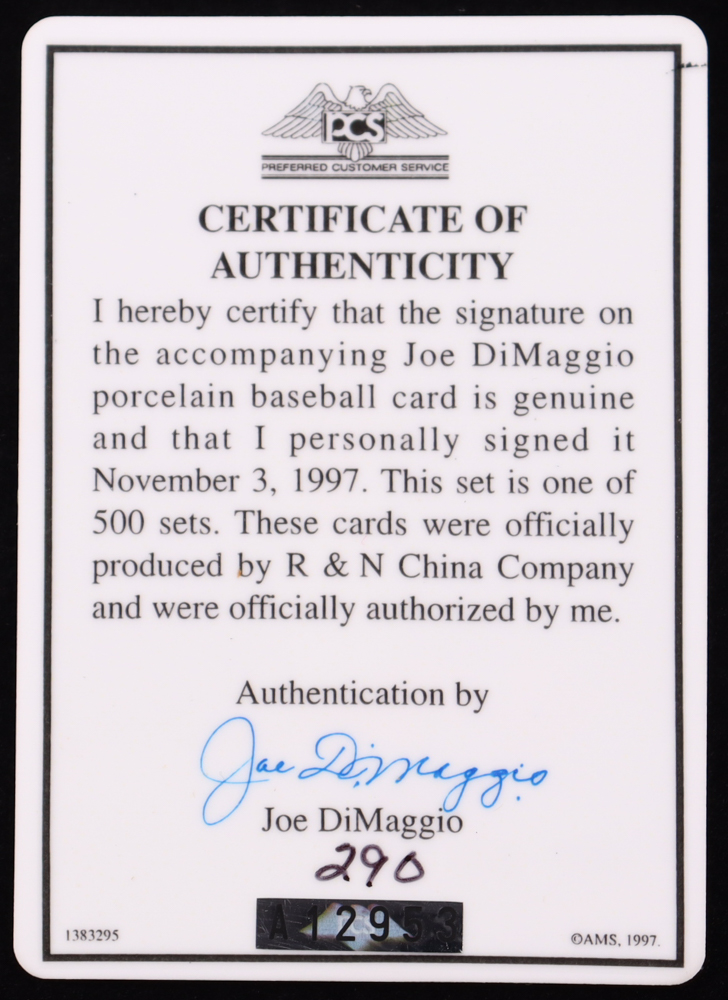 PCS
PREFERRED CUSTOMER SERVICE
CERTIFICATE OF
AUTHENTICITY
I hereby certify that the signature on
the accompanying Joe DiMaggio
porcelain baseball card is genuine
and that I personally signed it
November 3, 1997. This set is one of
500 sets. These cards were officially
produced by R & N China Company
and were officially authorized by me.
Authentication by
Joe DiMaggio
Joe DiMaggio
290
A12953
1383295
©AMS, 1997.